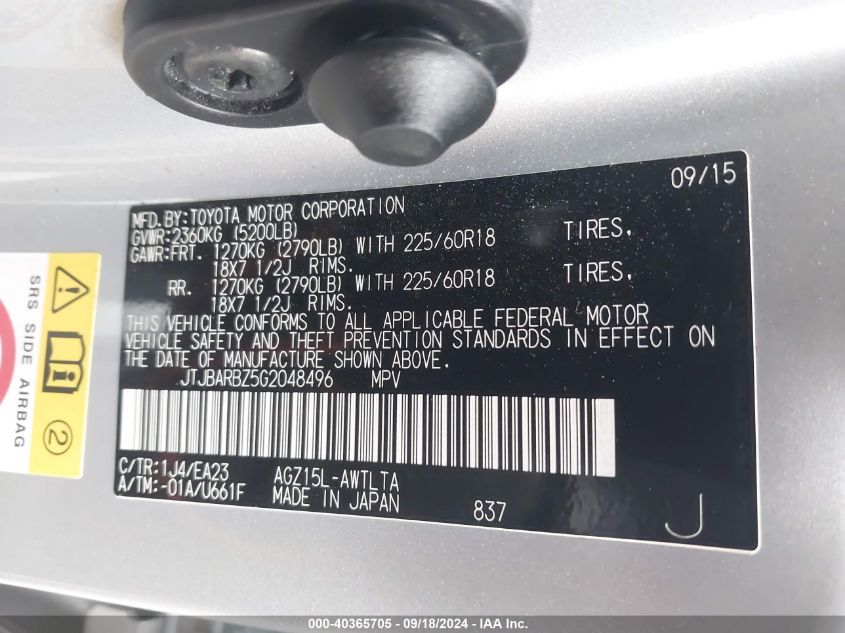 09/15
MFD.BY:TOYOTA MOTOR CORPORATION
GVWR:2360KG (5200LB)
GAWR:FRT. 1270KG (2790LB) WITH 225/60R18 TIRES,
18X7 1/2J RIMS.
RR. 1270KG (2790LB) WITH 225/60R18 TIRES,
18X7 1/2J RIMS.
THIS VEHICLE CONFORMS TO ALL APPLICABLE FEDERAL MOTOR
VEHICLE SAFETY AND THEFT PREVENTION STANDARDS IN EFFECT ON
THE DATE OF MANUFACTURE SHOWN ABOVE.
JTJBARBZ5G2048496 MPV
C/TR:1J4/EA23 AGZ15L-AWTLTA
A/TM:-01A/U661F MADE IN JAPAN 837
J
SRS SIDE AIRBAG
2
000-40365705 - 09/18/2024 - IAA Inc.